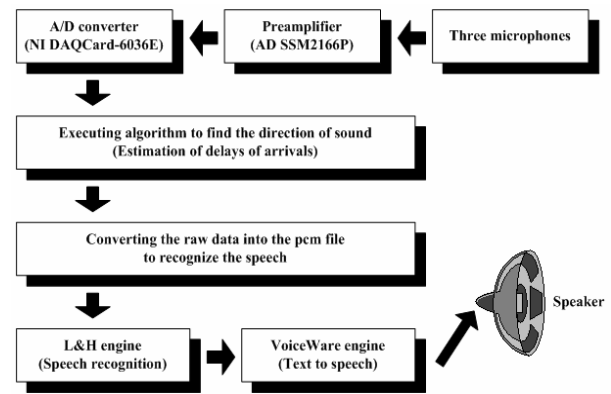 A/D converter
(NI DAQCard-6036E)
Preamplifier
(AD SSM2166P)
Three microphones
Executing algorithm to find the direction of sound
(Estimation of delays of arrivals)
Converting the raw data into the pcm file
to recognize the speech
L&H engine
(Speech recognition)
VoiceWare engine
(Text to speech)
Speaker